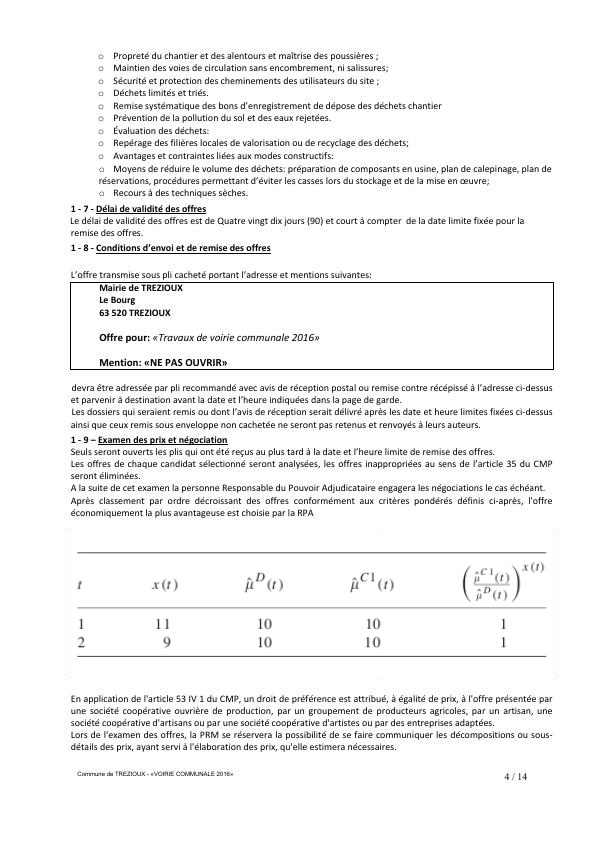 o Propreté du chantier et des alentours et maîtrise des poussières ;
o Maintien des voies de circulation sans encombrement, ni salissures;
o Sécurité et protection des cheminements des utilisateurs du site ;
o Déchets limités et triés.
o Remise systématique des bons d'enregistrement de dépose des déchets chantier
o Prévention de la pollution du sol et des eaux rejetées.
o Évaluation des déchets:
o Repérage des filières locales de valorisation ou de recyclage des déchets;
o Avantages et contraintes liées aux modes constructifs:
o Moyens de réduire le volume des déchets: préparation de composants en usine, plan de calepinage, plan de
réservations, procédures permettant d'éviter les casses lors du stockage et de la mise en œuvre;
o Recours à des techniques sèches.
1 - 7 - Délai de validité des offres
Le délai de validité des offres est de Quatre vingt dix jours (90) et court à compter de la date limite fixée pour la
remise des offres.
1 - 8 - Conditions d'envoi et de remise des offres
L'offre transmise sous pli cacheté portant l'adresse et mentions suivantes:
Mairie de TREZIOUX
Le Bourg
63 520 TREZIOUX
Offre pour: «Travaux de voirie communale 2016»
Mention: «NE PAS OUVRIR»
devra être adressée par pli recommandé avec avis de réception postal ou remise contre récépissé à l'adresse ci-dessus
et parvenir à destination avant la date et l'heure indiquées dans la page de garde.
Les dossiers qui seraient remis ou dont l'avis de réception serait délivré après les date et heure limites fixées ci-dessus
ainsi que ceux remis sous enveloppe non cachetée ne seront pas retenus et renvoyés à leurs auteurs.
1 - 9 – Examen des prix et négociation
Seuls seront ouverts les plis qui ont été reçus au plus tard à la date et l'heure limite de remise des offres.
Les offres de chaque candidat sélectionné seront analysées, les offres inappropriées au sens de l'article 35 du CMP
seront éliminées.
A la suite de cet examen la personne Responsable du Pouvoir Adjudicataire engagera les négociations le cas échéant.
Après classement par ordre décroissant des offres conformément aux critères pondérés définis ci-après, l'offre
économiquement la plus avantageuse est choisie par la RPA
t x(t) μ̂^D(t) μ̂^C1(t) (μ̂^C1(t)/μ̂^D(t))^x(t)
1 11 10 10 1
2 9 10 10 1
En application de l'article 53 IV 1 du CMP, un droit de préférence est attribué, à égalité de prix, à l'offre présentée par
une société coopérative ouvrière de production, par un groupement de producteurs agricoles, par un artisan, une
société coopérative d'artisans ou par une société coopérative d'artistes ou par des entreprises adaptées.
Lors de l'examen des offres, la PRM se réservera la possibilité de se faire communiquer les décompositions ou sous-
détails des prix, ayant servi à l'élaboration des prix, qu'elle estimera nécessaires.
Commune de TREZIOUX - «VOIRIE COMMUNALE 2016»
4 / 14